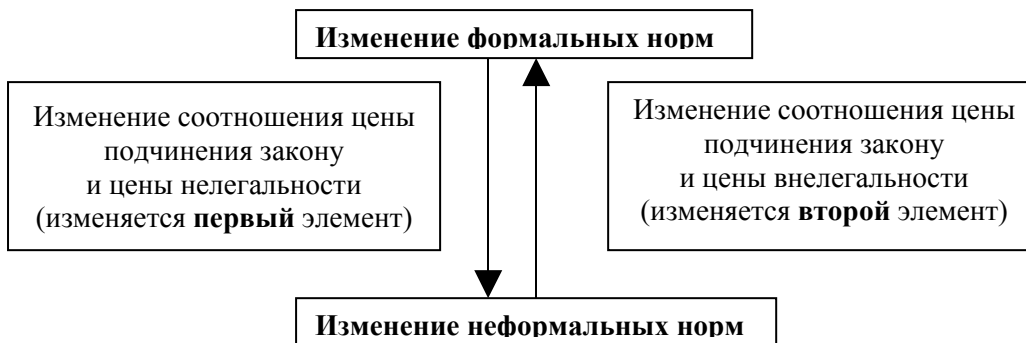 Изменение формальных норм
Изменение соотношения цены
подчинения закону
и цены нелегальности
(изменяется первый элемент)
Изменение соотношения цены
подчинения закону
и цены внелегальности
(изменяется второй элемент)
Изменение неформальных норм